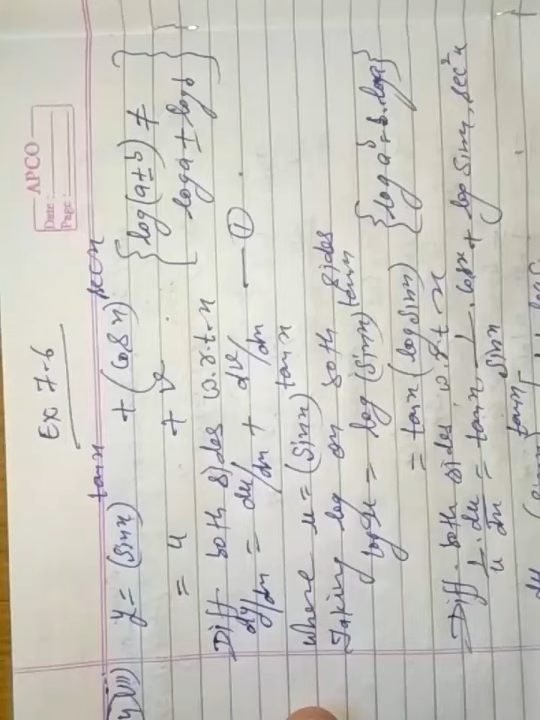 APCO
Date :
Page :
Ex 7.6
y = (sin x)^tan x + (cos x)^sec x
{log(a ± b) ≠
= u + v
log a ± log b}
Diff both sides w.r.t. x
dy/dx = du/dx + dv/dx — ①
Where u = (sin x)^tan x
Taking log on both sides
log u = log (sin x)^tan x
= tan x (log sin x) {log a^b = b. log a}
Diff. both sides w.r.t x
1/u . du/dx = tan x . 1/sin x . cos x + log sin x . sec²x